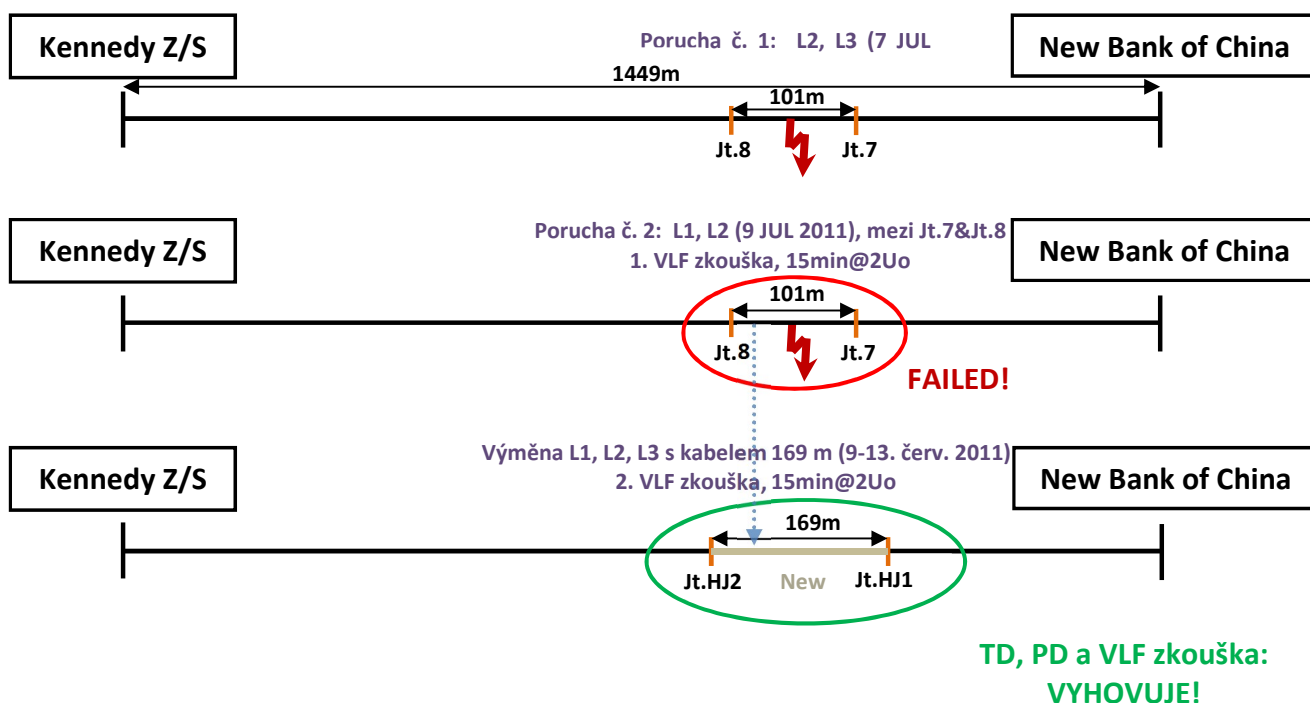 Kennedy Z/S
Porucha č. 1: L2, L3 (7 JUL
New Bank of China
1449m
101m
Jt.8
Jt.7
Kennedy Z/S
Porucha č. 2: L1, L2 (9 JUL 2011), mezi Jt.7&Jt.8
1. VLF zkouška, 15min@2Uo
New Bank of China
101m
Jt.8
Jt.7
FAILED!
Kennedy Z/S
Výměna L1, L2, L3 s kabelem 169 m (9-13. červ. 2011)
2. VLF zkouška, 15min@2Uo
New Bank of China
169m
Jt.HJ2
New
Jt.HJ1
TD, PD a VLF zkouška:
VYHOVUJE!